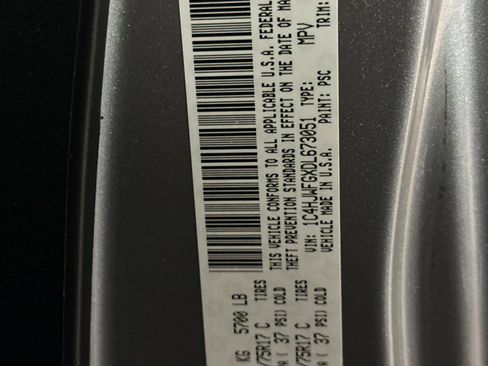 KG 5700 LB
/75R17 C TIRES
A ( 37 PSI) COLD
THIS VEHICLE CONFORMS TO ALL APPLICABLE U.S.A. FEDERAL
THEFT PREVENTION STANDARDS IN EFFECT ON THE DATE OF MA
VIN: 1C4HJWFGXDL673051 TYPE: MPV
VEHICLE MADE IN U.S.A. PAINT: PSC TRIM:
/75R17 C TIRES
A ( 37 PSI) COLD